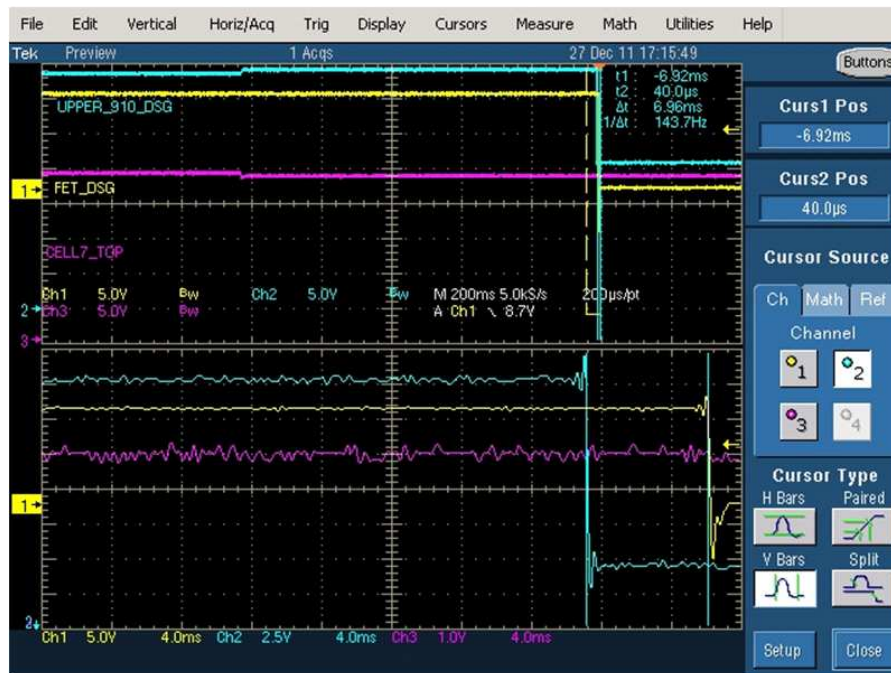 File Edit Vertical Horiz/Acq Trig Display Cursors Measure Math Utilities Help
Tek Preview 1 Acqs 27 Dec 11 17:15:49
Buttons
t1: -6.92ms
t2: 40.0µs
Δt: 6.96ms
1/Δt: 143.7Hz
UPPER_910_DSG
1
FET_DSG
CELL7_TOP
Ch1 5.0V Bw Ch2 5.0V Bw M 200ms 5.0kS/s 200µs/pt
Ch3 5.0V Bw A Ch1 \ 8.7V
2
3
1
2
Ch1 5.0V 4.0ms Ch2 2.5V 4.0ms Ch3 1.0V 4.0ms
Curs1 Pos
-6.92ms
Curs2 Pos
40.0µs
Cursor Source
Ch Math Ref
Channel
1 2
3 4
Cursor Type
H Bars Paired
V Bars Split
Setup Close